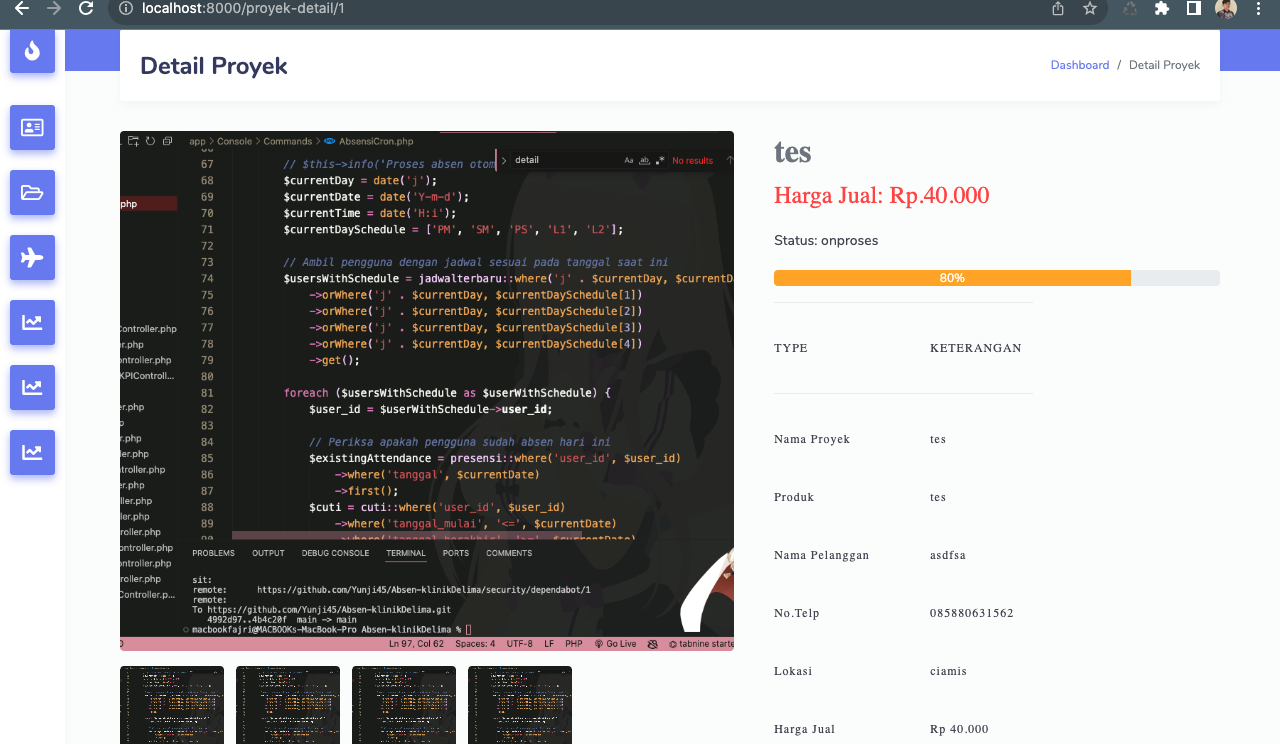 localhost:8000/proyek-detail/1
Detail Proyek
Dashboard / Detail Proyek
app > Console > Commands > AbsensiCron.php
detail
Aa ab .* No results
67 // $this->info('Proses absen otom
68 $currentDay = date('j');
69 $currentDate = date('Y-m-d');
70 $currentTime = date('H:i');
71 $currentDaySchedule = ['PM', 'SM', 'PS', 'L1', 'L2'];
72
73 // Ambil pengguna dengan jadwal sesuai pada tanggal saat ini
74 $usersWithSchedule = jadwalterbaru::where('j' . $currentDay, $currentD
75 ->orWhere('j' . $currentDay, $currentDaySchedule[1])
76 ->orWhere('j' . $currentDay, $currentDaySchedule[2])
77 ->orWhere('j' . $currentDay, $currentDaySchedule[3])
78 ->orWhere('j' . $currentDay, $currentDaySchedule[4])
79 ->get();
80
81 foreach ($usersWithSchedule as $userWithSchedule) {
82 $user_id = $userWithSchedule->user_id;
83
84 // Periksa apakah pengguna sudah absen hari ini
85 $existingAttendance = presensi::where('user_id', $user_id)
86 ->where('tanggal', $currentDate)
87 ->first();
88 $cuti = cuti::where('user_id', $user_id)
89 ->where('tanggal_mulai', '<=', $currentDate)
90 ->where('tanggal_berakhir', '>=', $currentDate)
php
Controller.php
er.php
ontroller.php
KPIControll...
er.php
p
r.php
ontroller.php
er.php
ontroller.php
ller.php
ller.php
roller.php
controller.php
roller.php
Controller.p...
PROBLEMS OUTPUT DEBUG CONSOLE TERMINAL PORTS COMMENTS
sit:
remote: https://github.com/Yunji45/Absen-klinikDelima/security/dependabot/1
remote:
To https://github.com/Yunji45/Absen-klinikDelima.git
4992d97..4b4c20f main -> main
macbookfajri@MACBOOKs-MacBook-Pro Absen-klinikDelima %
Ln 97, Col 62 Spaces: 4 UTF-8 LF PHP Go Live tabnine starte
tes
Harga Jual: Rp.40.000
Status: onproses
80%
TYPE KETERANGAN
Nama Proyek tes
Produk tes
Nama Pelanggan asdfsa
No.Telp 085880631562
Lokasi ciamis
Harga Jual Rp 40.000